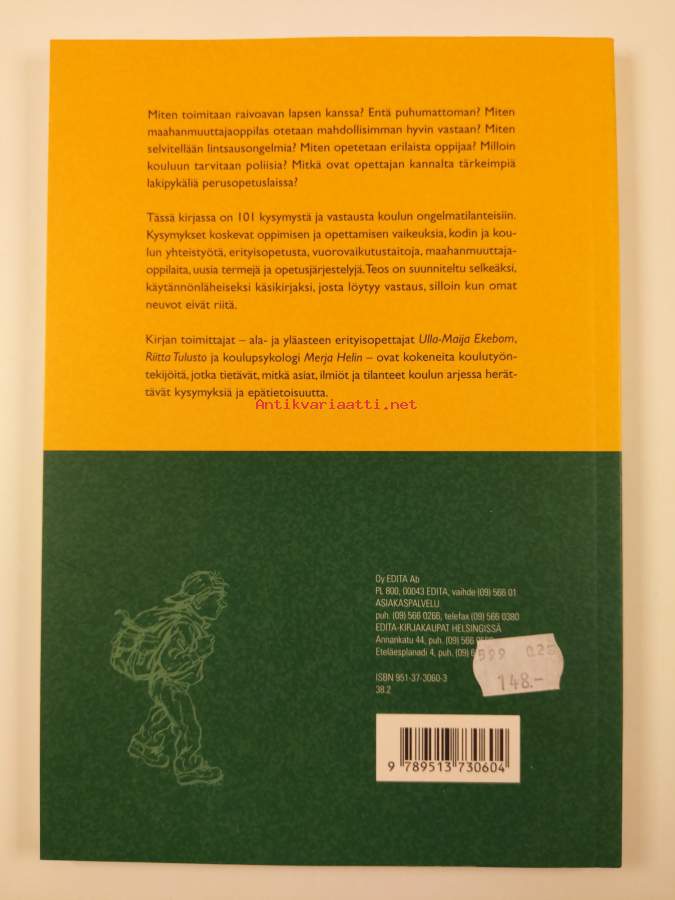 Miten toimitaan raivoavan lapsen kanssa? Entä puhumattoman? Miten
maahanmuuttajaoppilas otetaan mahdollisimman hyvin vastaan? Miten
selvitellään lintsausongelmia? Miten opetetaan erilaista oppijaa? Milloin
kouluun tarvitaan poliisia? Mitkä ovat opettajan kannalta tärkeimpiä
lakipykäliä perusopetuslaissa?
Tässä kirjassa on 101 kysymystä ja vastausta koulun ongelmatilanteisiin.
Kysymykset koskevat oppimisen ja opettamisen vaikeuksia, kodin ja kou-
lun yhteistyötä, erityisopetusta, vuorovaikutustaitoja, maahanmuuttaja-
oppilaita, uusia termejä ja opetusjärjestelyjä. Teos on suunniteltu selkeäksi,
käytännönläheiseksi käsikirjaksi, josta löytyy vastaus, silloin kun omat
neuvot eivät riitä.
Kirjan toimittajat – ala- ja yläasteen erityisopettajat Ulla-Maija Ekebom,
Riitta Tulusto ja koulupsykologi Merja Helin – ovat kokeneita koulutyön-
tekijöitä, jotka tietävät, mitkä asiat, ilmiöt ja tilanteet koulun arjessa herät-
tävät kysymyksiä ja epätietoisuutta.
Antikvariaatti.net
Oy EDITA Ab
PL 800, 00043 EDITA, vaihde (09) 566 01
ASIAKASPALVELU
puh. (09) 566 0266, telefax (09) 566 0380
EDITA-KIRJAKAUPAT HELSINGISSÄ
Annankatu 44, puh. (09) 566
Eteläesplanadi 4, puh. (09)
599 025
148.-
ISBN 951-37-3060-3
38.2
9 789513 730604